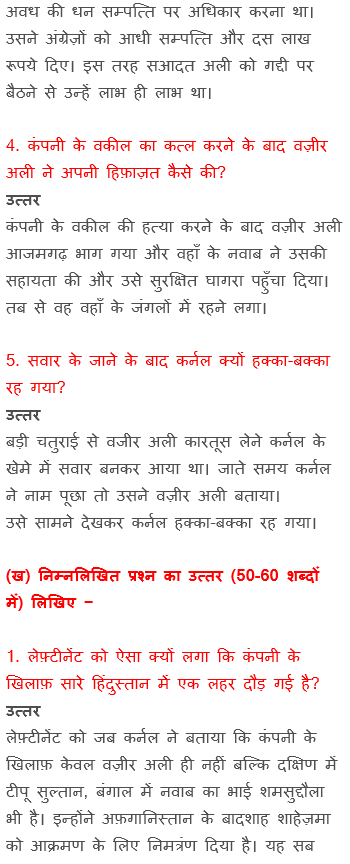 अवध की धन सम्पत्ति पर अधिकार करना था।
उसने अंग्रेज़ों को आधी सम्पत्ति और दस लाख
रूपये दिए। इस तरह सआदत अली को गद्दी पर
बैठने से उन्हें लाभ ही लाभ था।
4. कंपनी के वकील का कत्ल करने के बाद वज़ीर
अली ने अपनी हिफ़ाज़त कैसे की?
उत्तर
कंपनी के वकील की हत्या करने के बाद वज़ीर अली
आजमगढ़ भाग गया और वहाँ के नवाब ने उसकी
सहायता की और उसे सुरक्षित घागरा पहुँचा दिया।
तब से वह वहाँ के जंगलों में रहने लगा।
5. सवार के जाने के बाद कर्नल क्यों हक्का-बक्का
रह गया?
उत्तर
बड़ी चतुराई से वजीर अली कारतूस लेने कर्नल के
खेमे में सवार बनकर आया था। जाते समय कर्नल
ने नाम पूछा तो उसने वज़ीर अली बताया।
उसे सामने देखकर कर्नल हक्का-बक्का रह गया।
(ख) निम्नलिखित प्रश्न का उत्तर (50-60 शब्दों
में) लिखिए −
1. लेफ़्टीनेंट को ऐसा क्यों लगा कि कंपनी के
खिलाफ़ सारे हिंदुस्तान में एक लहर दौड़ गई है?
उत्तर
लेफ़्टीनेंट को जब कर्नल ने बताया कि कंपनी के
खिलाफ़ केवल वज़ीर अली ही नहीं बल्कि दक्षिण में
टीपू सुल्तान, बंगाल में नवाब का भाई शमसुद्दौला
भी है। इन्होंने अफ़गानिस्तान के बादशाह शाहेज़मा
को आक्रमण के लिए निमत्रंण दिया है। यह सब